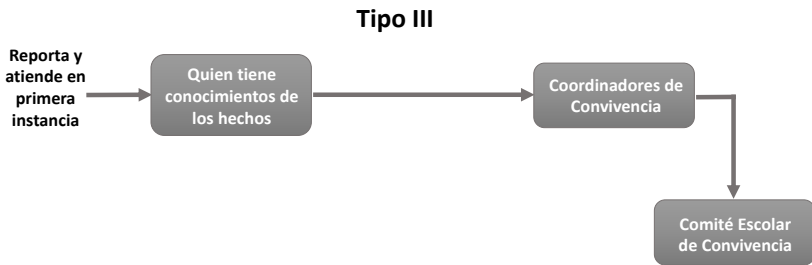 Tipo III
Reporta y
atiende en
primera
instancia
Quien tiene
conocimientos de
los hechos
Coordinadores de
Convivencia
Comité Escolar
de Convivencia